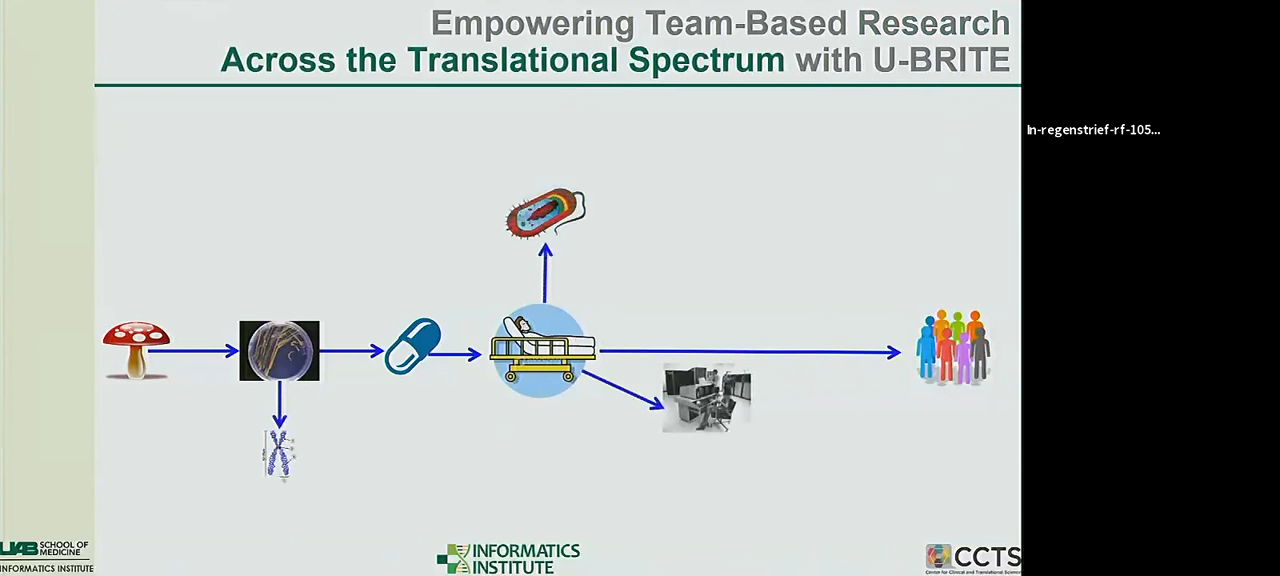 Empowering Team-Based Research
Across the Translational Spectrum with U-BRITE
In-regenstrief-rf-105...
UAB SCHOOL OF
MEDICINE
INFORMATICS INSTITUTE
INFORMATICS
INSTITUTE
CCTS
Center for Clinical and Translational Science